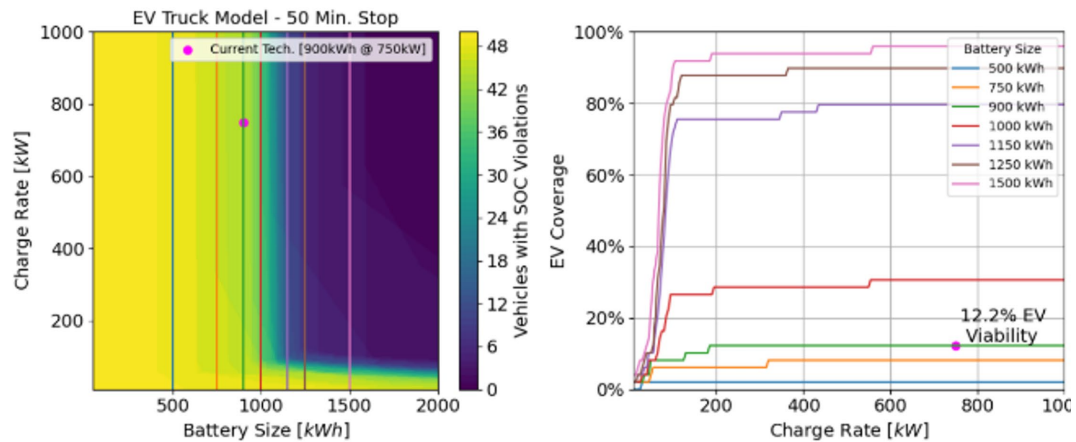 EV Truck Model - 50 Min. Stop
Current Tech. [900kWh @ 750kW]
1000
800
600
400
200
Charge Rate [kW]
500
1000
1500
2000
Battery Size [kWh]
48
42
36
30
24
18
12
6
0
Vehicles with SOC Violations
100%
80%
60%
40%
20%
0%
EV Coverage
Battery Size
500 kWh
750 kWh
900 kWh
1000 kWh
1150 kWh
1250 kWh
1500 kWh
12.2% EV
Viability
200
400
600
800
100
Charge Rate [kW]